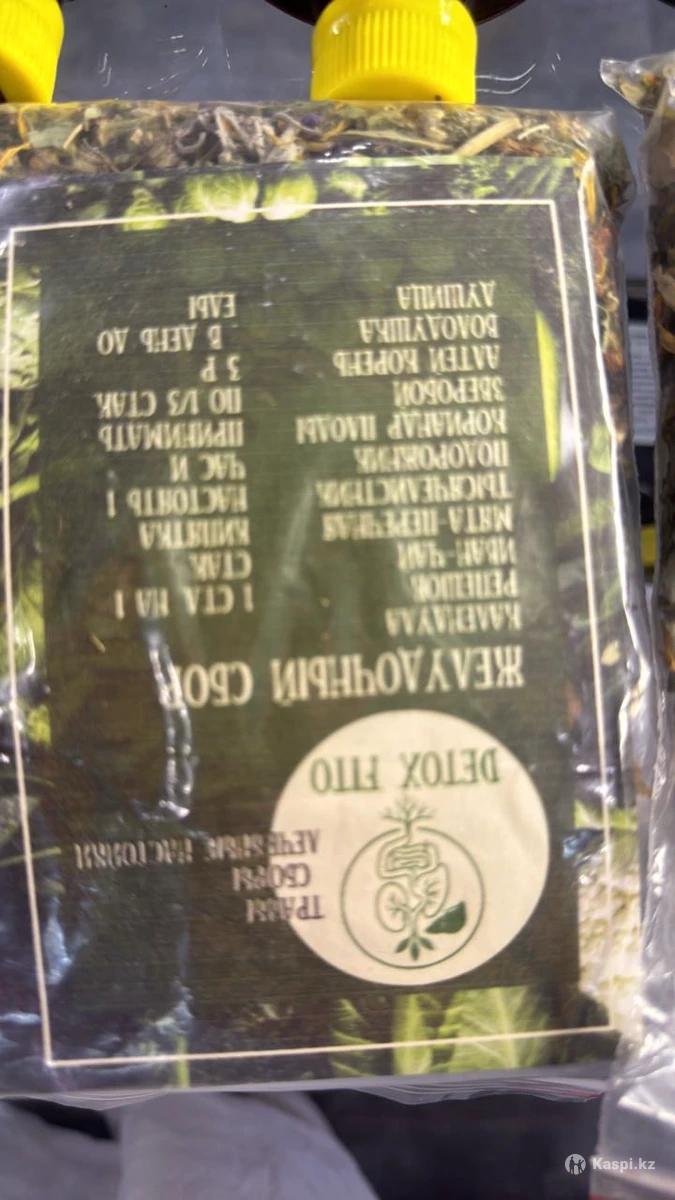 ТРАВЫ
СБОРЫ
ЛЕЧЕБНЫЕ НАСТОЙКИ
DETOX FITO
ЖЕЛУДОЧНЫЙ СБОР
КАЛЕНДУЛА
РЕПЕШОК
ИВАН-ЧАЙ
МЯТА-ПЕРЕЧНАЯ
ТЫСЯЧЕЛИСТНИК
ПОДОРОЖНИК
КОРИАНДР ПЛОДЫ
ЗВЕРОБОЙ
АЛТЕЙ КОРЕНЬ
ВОЛОДУШКА
ДУШИЦА
1 СТЛ НА 1
СТАК.
КИПЯТКА
НАСТОЯТЬ 1
ЧАС И
ПРИНИМАТЬ
ПО 1/3 СТАК.
3 Р
В ДЕНЬ ДО
ЕДЫ
Kaspi.kz